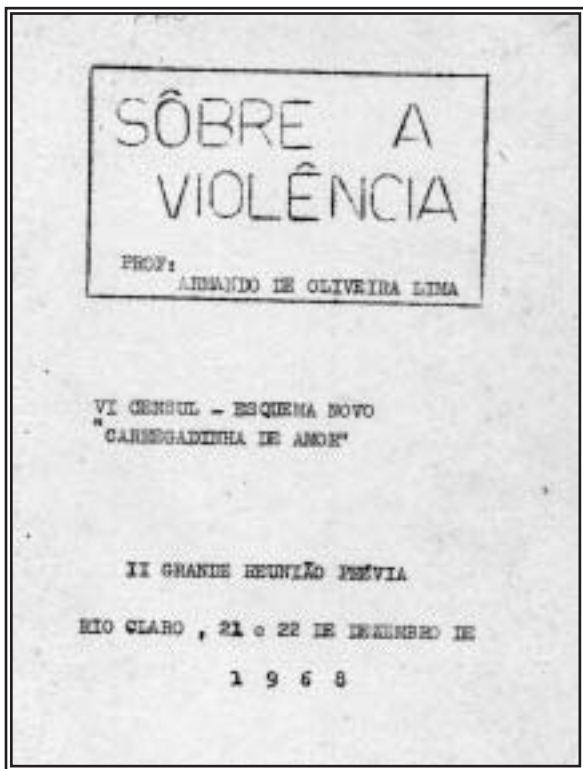 SÔBRE A
VIOLÊNCIA
PROF:
ARMANDO DE OLIVEIRA LIMA
VI CENSUL - ESQUEMA NOVO
"CARREGADINHA DE AMOR"
II GRANDE REUNIÃO PRÉVIA
RIO CLARO , 21 e 22 DE DEZEMBRO DE
1 9 6 8